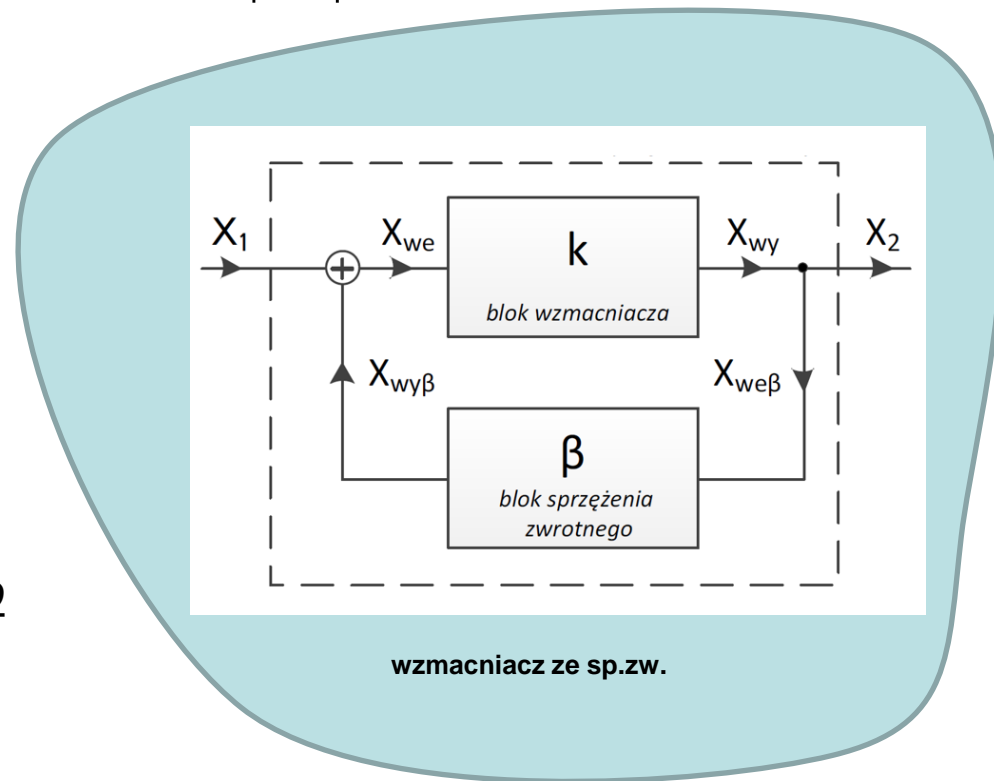 X₁
Xwe
k
Xwy
X₂
blok wzmacniacza
Xwyβ
Xweβ
β
blok sprzężenia
zwrotnego
wzmacniacz ze sp.zw.